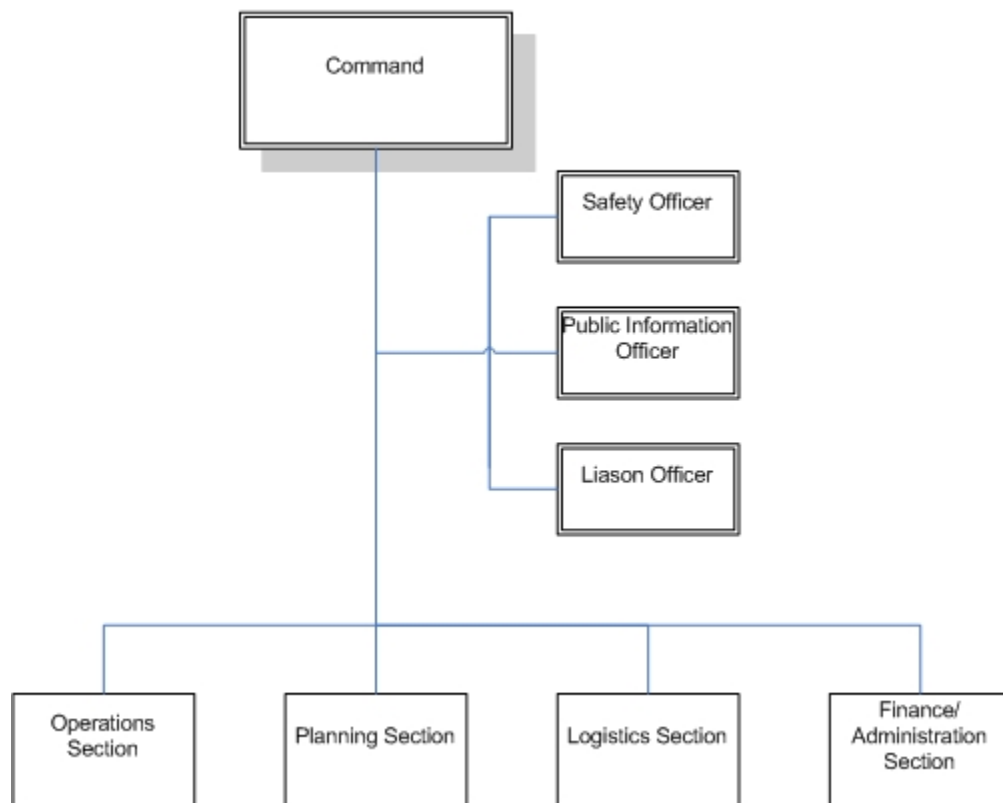 Command
Safety Officer
Public Information
Officer
Liason Officer
Operations
Section
Planning Section
Logistics Section
Finance/
Administration
Section